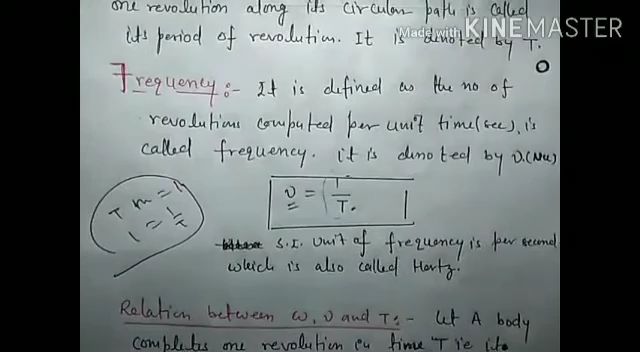 one revolution along its circular path is called
its period of revolution. It is denoted by T.
Made with KINEMASTER
Frequency :- It is defined as the no of
revolutions computed per unit time (sec), is
called frequency. it is denoted by ν. (Nu)
ν = 1/T.
T m = 1
1 = 1/T
S.I. Unit of frequency is per second
which is also called Hertz.
Relation between ω, ν and T :- Let A body
completes one revolution in time 'T' i.e. its